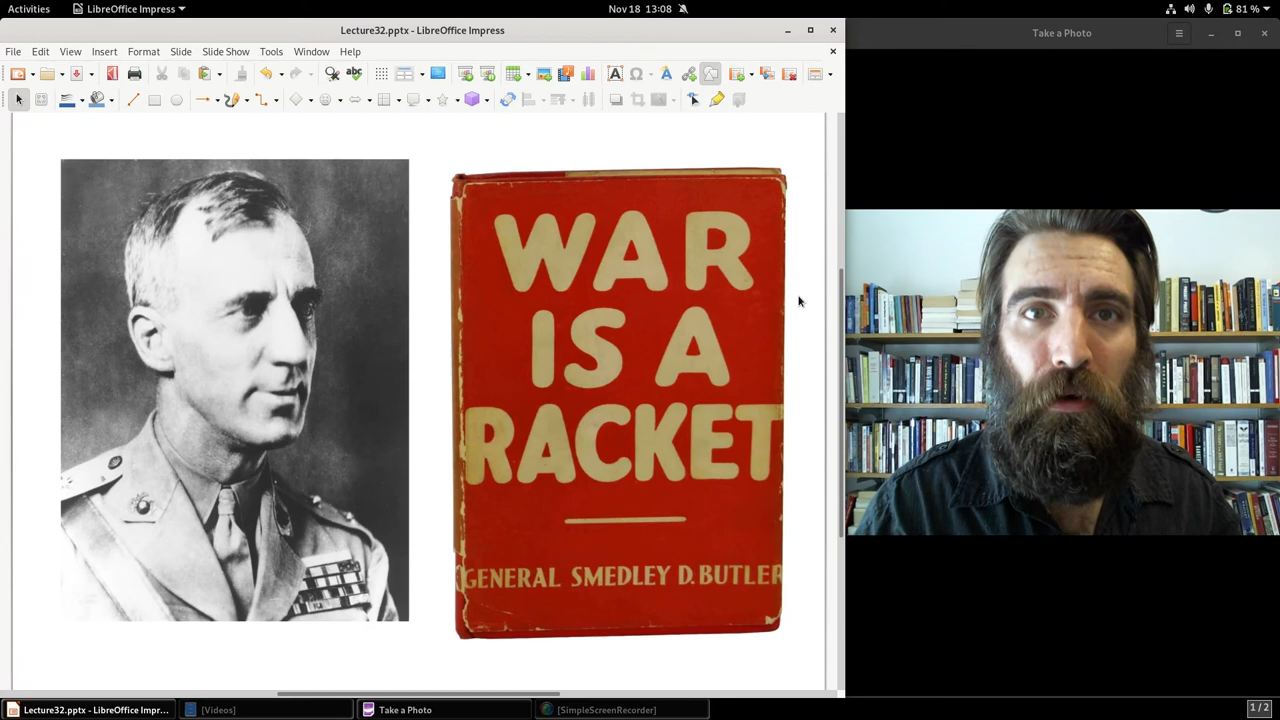 Activities
LibreOffice Impress
Nov 18 13:08
81 %
Lecture32.pptx - LibreOffice Impress
Take a Photo
File Edit View Insert Format Slide Slide Show Tools Window Help
WAR
IS A
RACKET
GENERAL SMEDLEY D. BUTLER
Lecture32.pptx - LibreOffice Impr...
[Videos]
Take a Photo
[SimpleScreenRecorder]
1 / 2